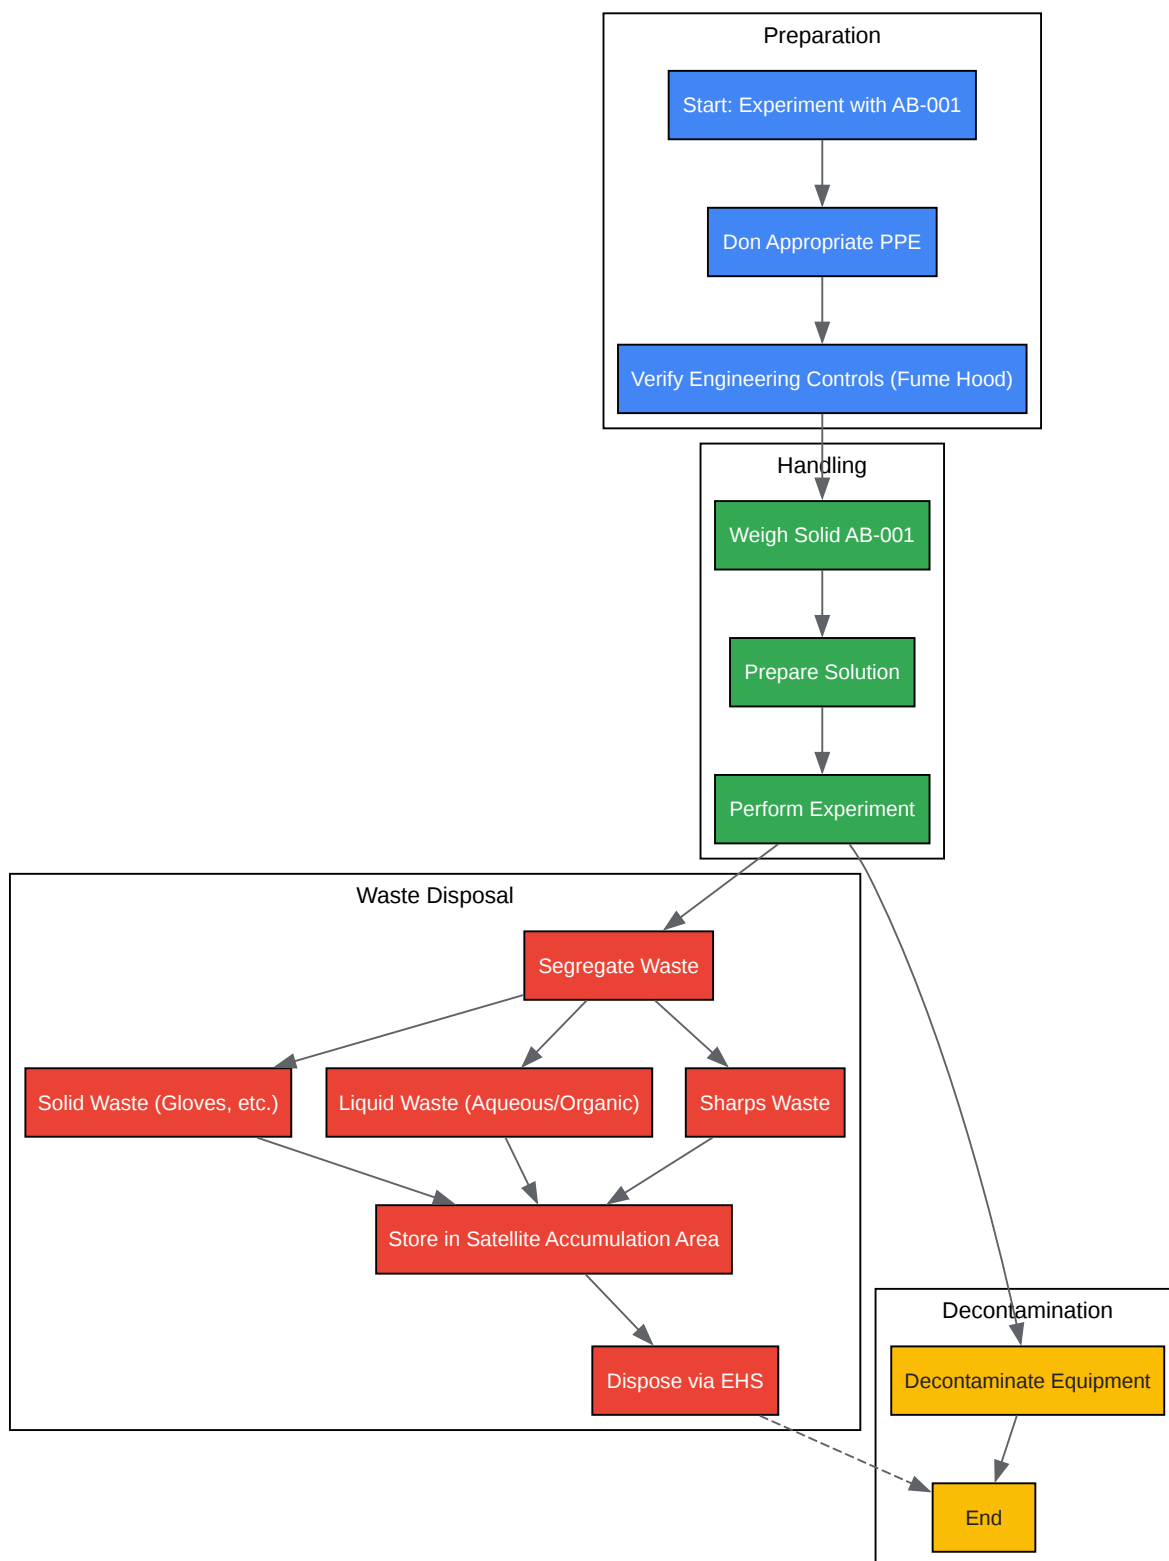 Preparation
Start: Experiment with AB-001
Don Appropriate PPE
Verify Engineering Controls (Fume Hood)
Handling
Weigh Solid AB-001
Prepare Solution
Perform Experiment
Waste Disposal
Segregate Waste
Solid Waste (Gloves, etc.)
Liquid Waste (Aqueous/Organic)
Sharps Waste
Store in Satellite Accumulation Area
Dispose via EHS
Decontamination
Decontaminate Equipment
End